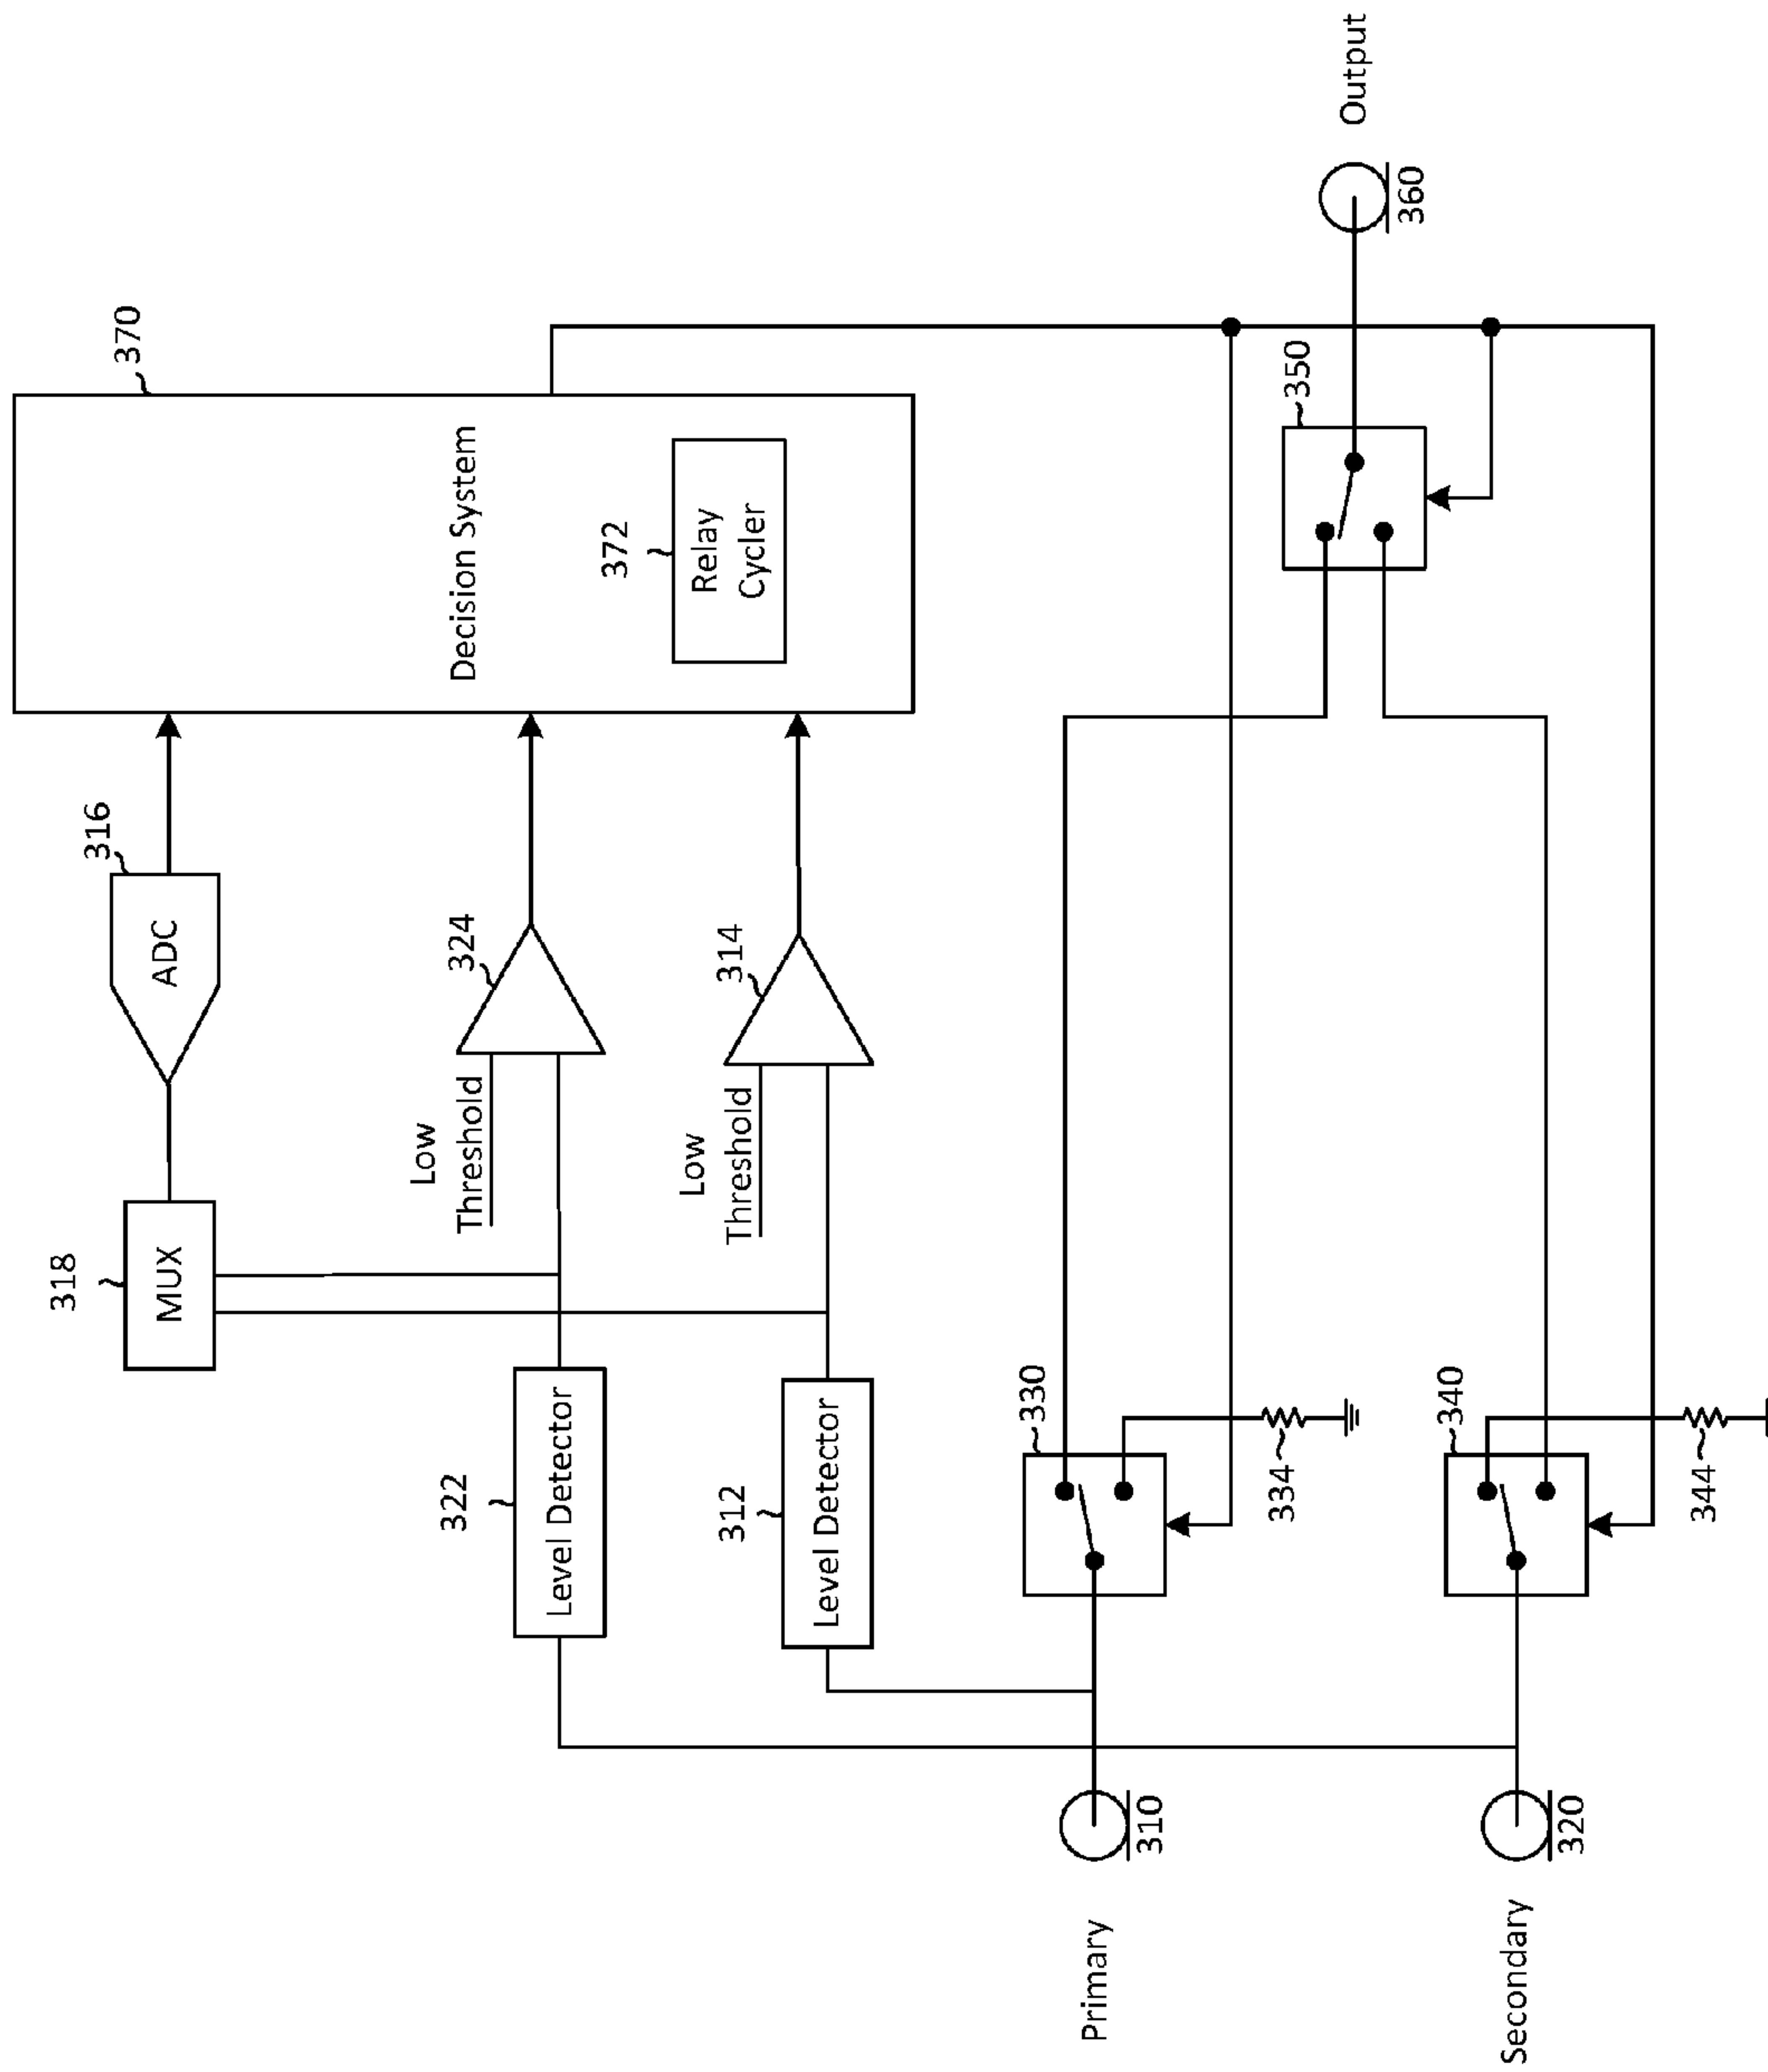 318
MUX
316
ADC
370
Decision System
372
Relay
Cycler
322
Level Detector
Low
Threshold
324
312
Level Detector
Low
Threshold
314
Primary
310
330
334
350
360
Output
Secondary
320
340
344